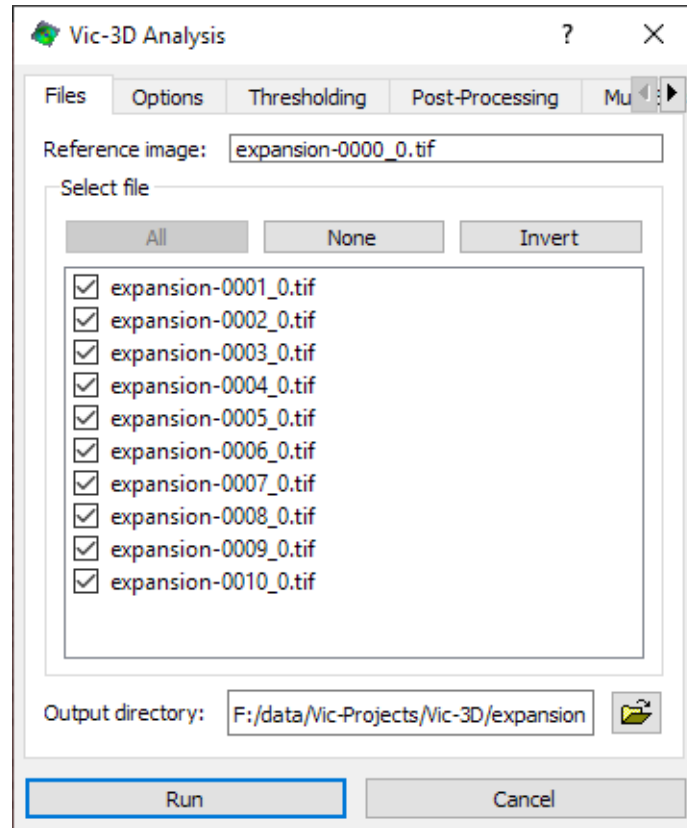 Vic-3D Analysis ?
Files Options Thresholding Post-Processing Mu
Reference image: expansion-0000_0.tif
Select file
All None Invert
expansion-0001_0.tif
expansion-0002_0.tif
expansion-0003_0.tif
expansion-0004_0.tif
expansion-0005_0.tif
expansion-0006_0.tif
expansion-0007_0.tif
expansion-0008_0.tif
expansion-0009_0.tif
expansion-0010_0.tif
Output directory: F:/data/Vic-Projects/Vic-3D/expansion
Run Cancel